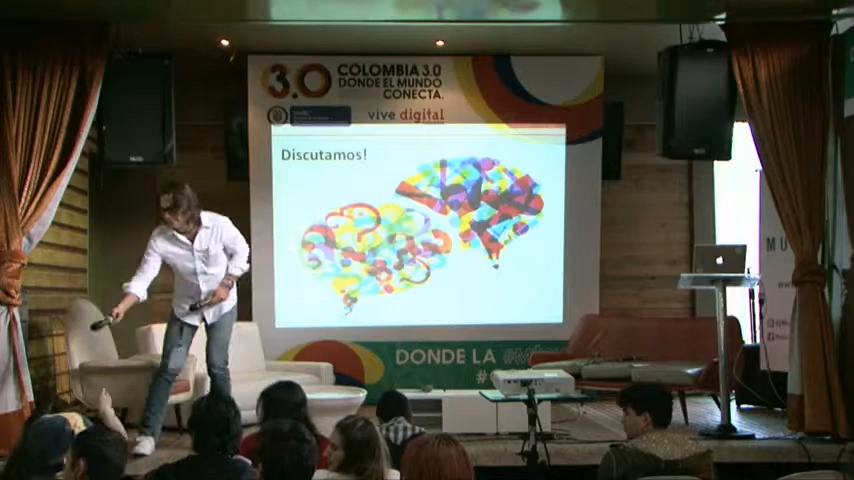 3.0
COLOMBIA 3.0
DONDE EL MUNDO
CONECTA.
vive digital
Discutamos!
DONDE LA
M U